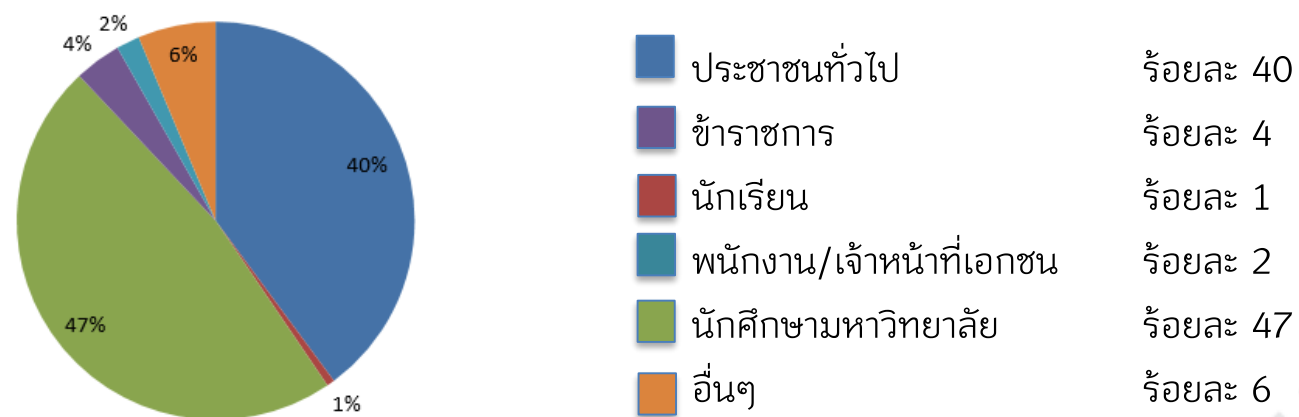 2%
4%
6%
40%
47%
1%
ประชาชนทั่วไป ร้อยละ 40
ข้าราชการ ร้อยละ 4
นักเรียน ร้อยละ 1
พนักงาน/เจ้าหน้าที่เอกชน ร้อยละ 2
นักศึกษามหาวิทยาลัย ร้อยละ 47
อื่นๆ ร้อยละ 6